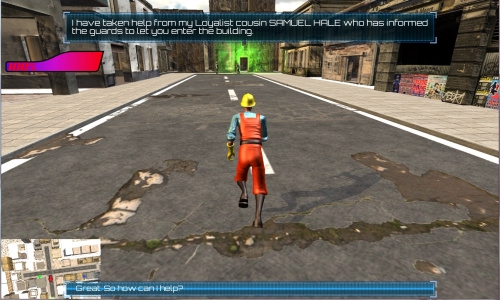 I have taken help from my Loyalist cousin SAMUEL HALE who has informed
the guards to let you enter the building.
Great. So how can I help?